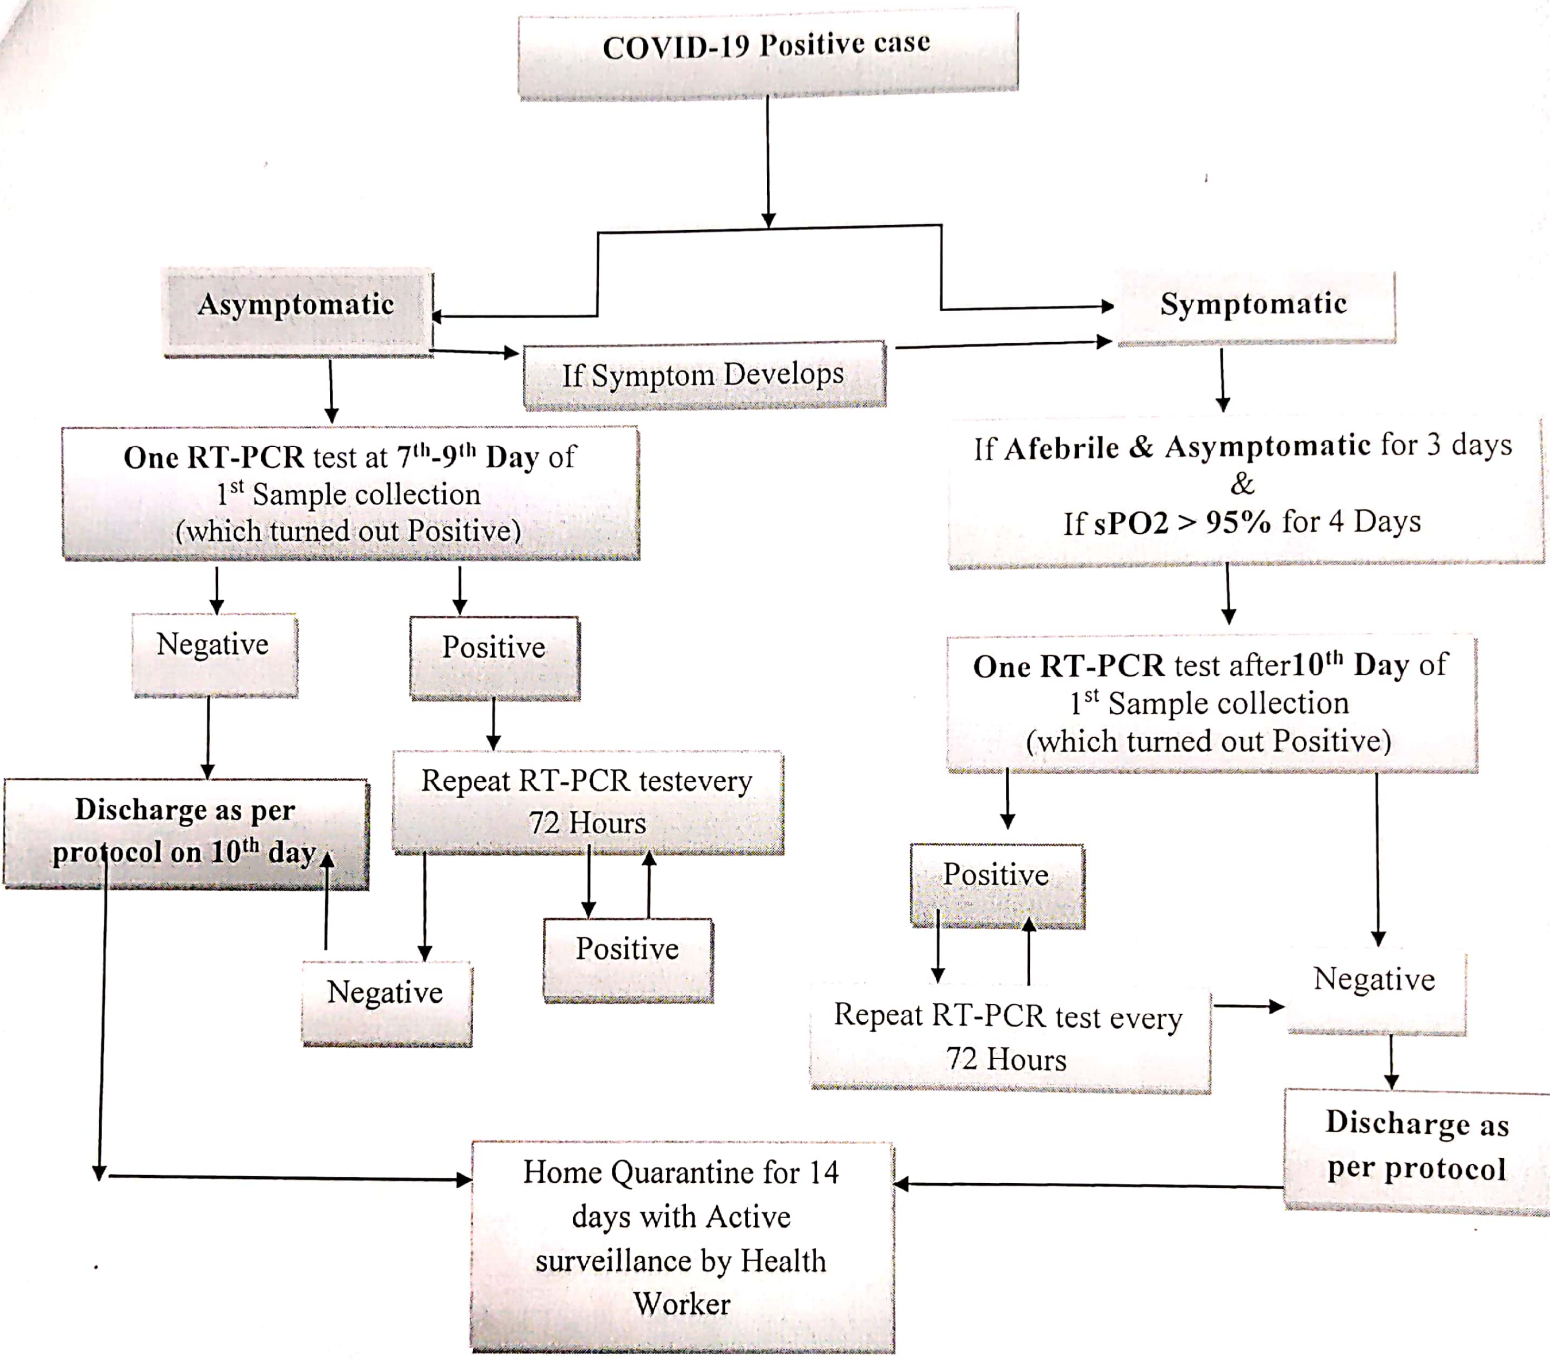 COVID-19 Positive case
Asymptomatic
Symptomatic
If Symptom Develops
One RT-PCR test at 7th-9th Day of
1st Sample collection
(which turned out Positive)
If Afebrile & Asymptomatic for 3 days
&
If sPO2 > 95% for 4 Days
Negative
Positive
One RT-PCR test after10th Day of
1st Sample collection
(which turned out Positive)
Discharge as per
protocol on 10th day
Repeat RT-PCR testevery
72 Hours
Positive
Negative
Positive
Negative
Repeat RT-PCR test every
72 Hours
Discharge as
per protocol
Home Quarantine for 14
days with Active
surveillance by Health
Worker